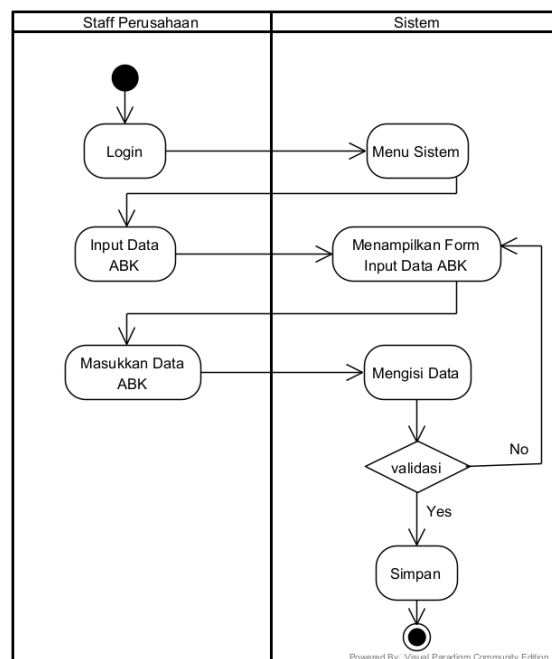 Staff Perusahaan
Sistem
Login
Menu Sistem
Input Data
ABK
Menampilkan Form
Input Data ABK
Masukkan Data
ABK
Mengisi Data
No
validasi
Yes
Simpan
Powered By: Visual Paradigm Community Edition